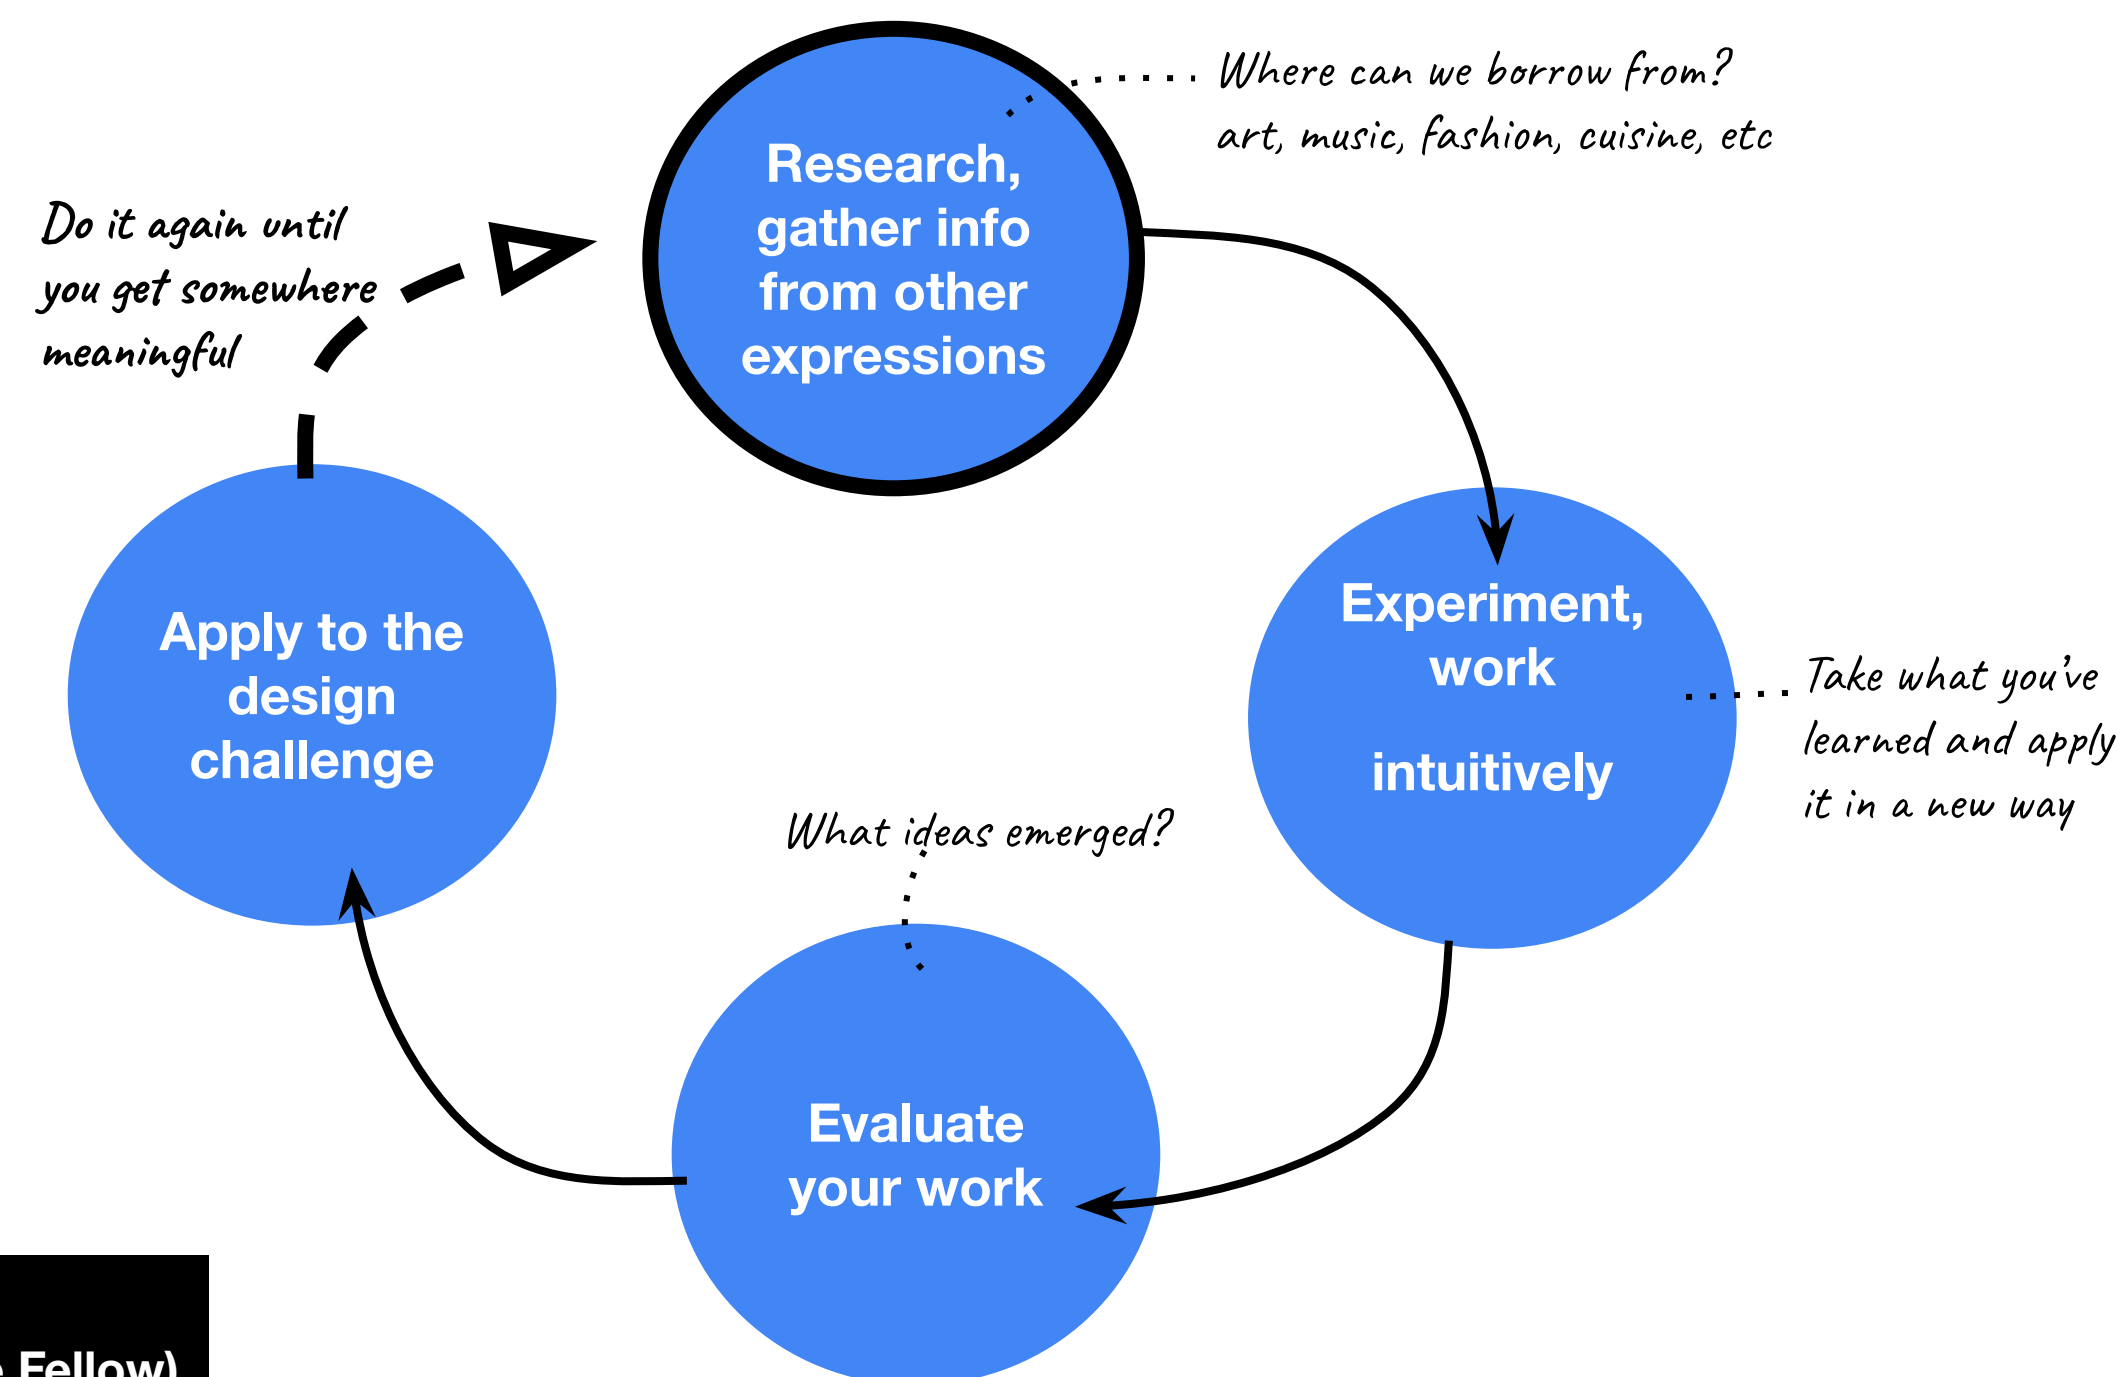 Where can we borrow from?
art, music, fashion, cuisine, etc
Research,
gather info
from other
expressions
Do it again until
you get somewhere
meaningful
Experiment,
work
intuitively
Take what you've
learned and apply
it in a new way
Apply to the
design
challenge
What ideas emerged?
Evaluate
your work
Fellow)